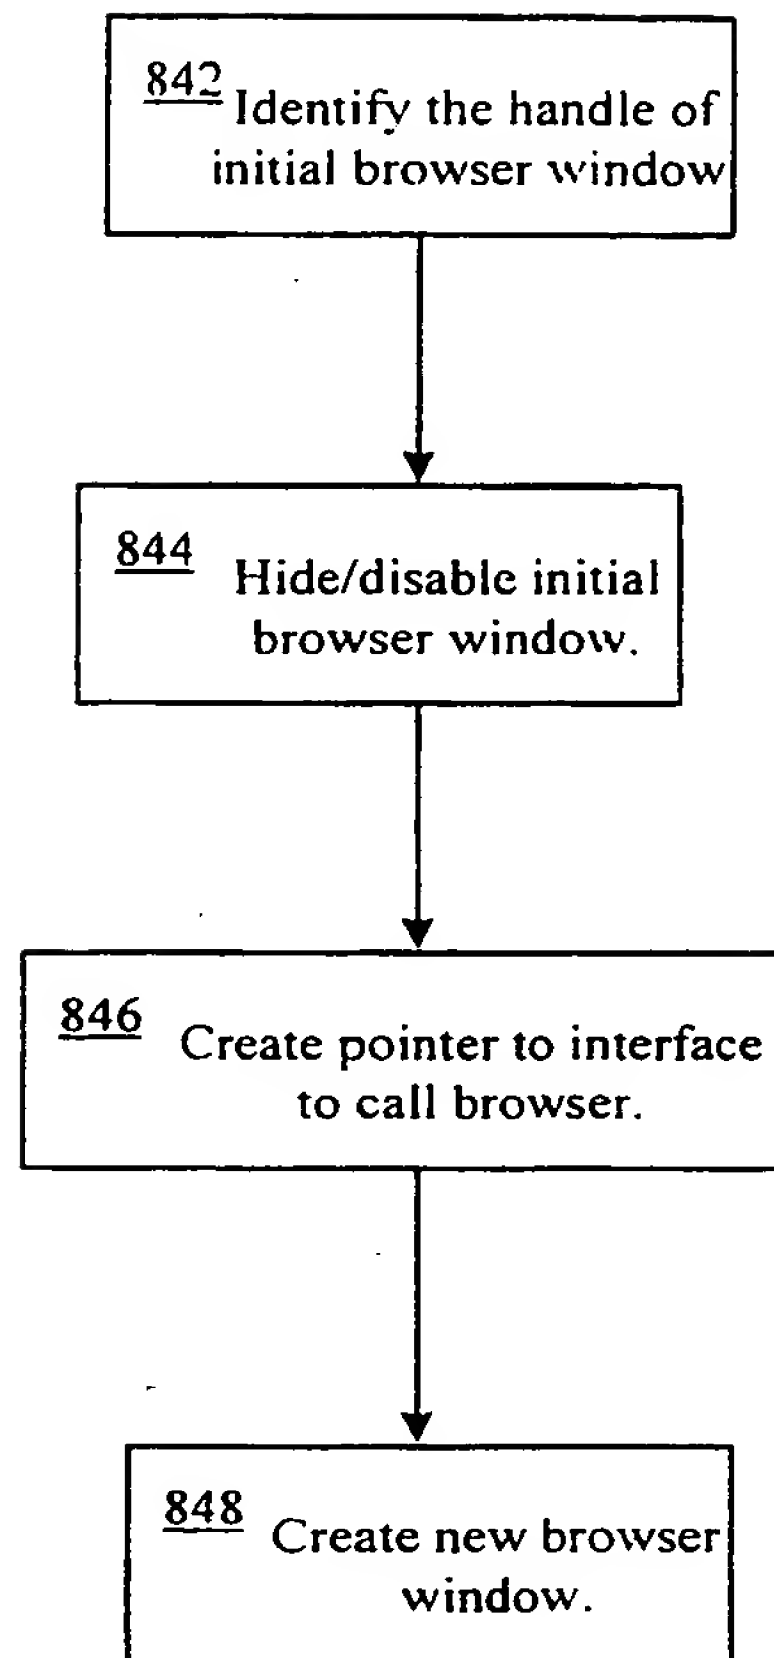 842
Identify the handle of
initial browser window
844
Hide/disable initial
browser window.
846
Create pointer to interface
to call browser.
848
Create new browser
window.